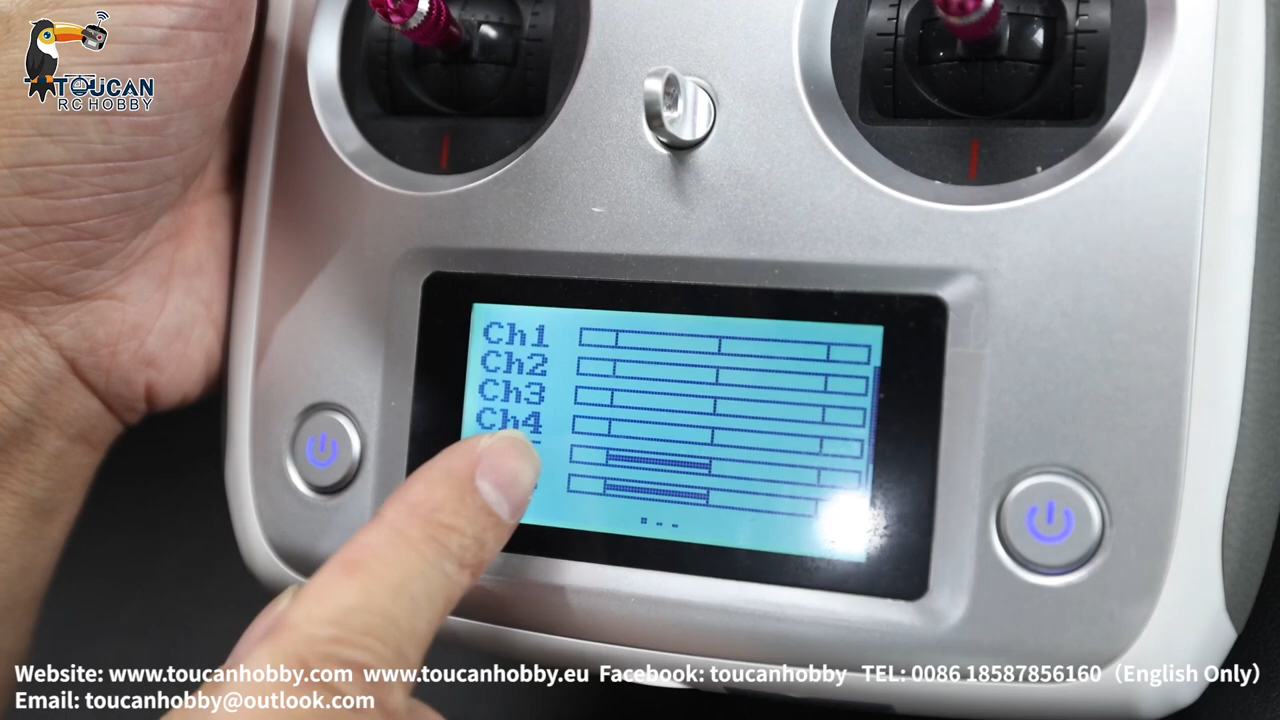 TOUCAN
RC HOBBY
Ch1
Ch2
Ch3
Ch4
Website: www.toucanhobby.com www.toucanhobby.eu Facebook: toucanhobby TEL: 0086 18587856160（English Only）
Email: toucanhobby@outlook.com